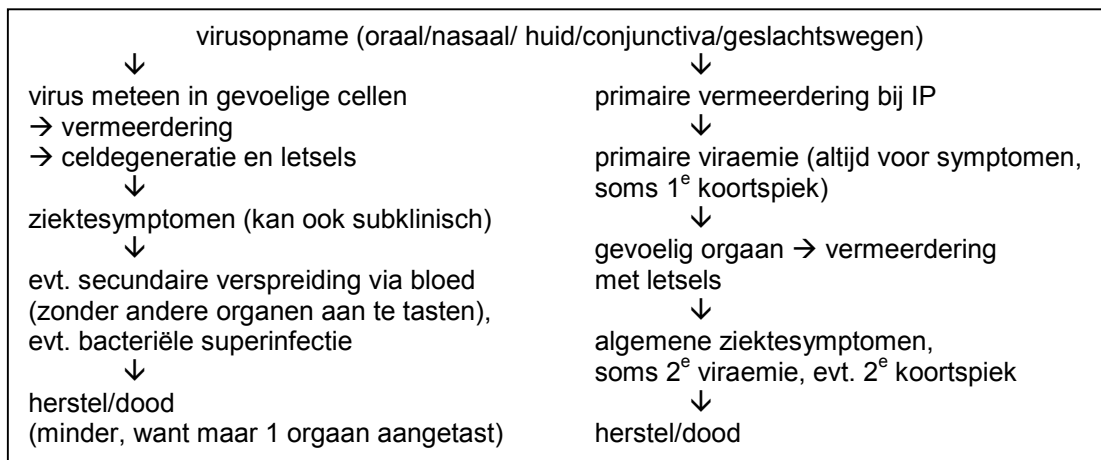 virusopname (oraal/nasaal/ huid/conjunctiva/geslachtswegen)
↓ ↓
virus meteen in gevoelige cellen
→ vermeerdering
→ celdegeneratie en letsels
↓
ziektesymptomen (kan ook subklinisch)
↓
evt. secundaire verspreiding via bloed
(zonder andere organen aan te tasten),
evt. bacteriële superinfectie
↓
herstel/dood
(minder, want maar 1 orgaan aangetast)
primaire vermeerdering bij IP
↓
primaire viraemie (altijd voor symptomen,
soms 1e koortspiek)
↓
gevoelig orgaan → vermeerdering
met letsels
↓
algemene ziektesymptomen,
soms 2e viraemie, evt. 2e koortspiek
↓
herstel/dood